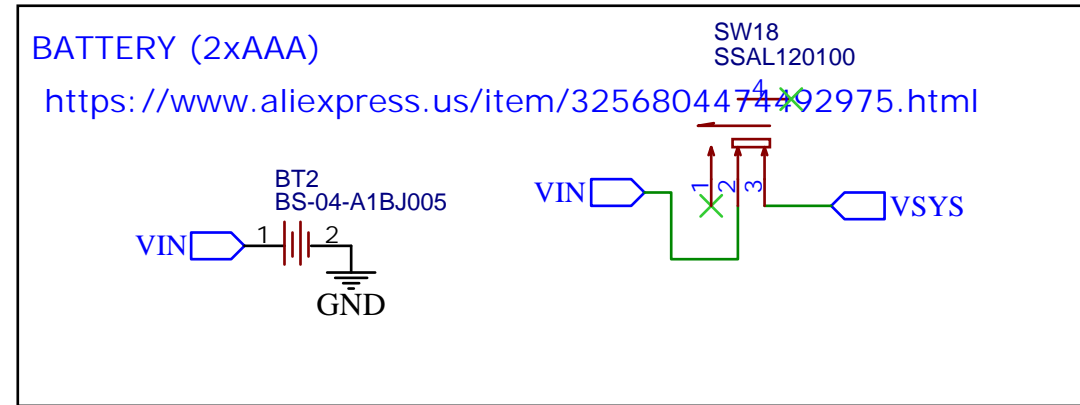 BATTERY (2xAAA)
SW18
SSAL120100
4
https://www.aliexpress.us/item/3256804474492975.html
BT2
BS-04-A1BJ005
VIN
1
2
GND
VIN
1
2
3
VSYS